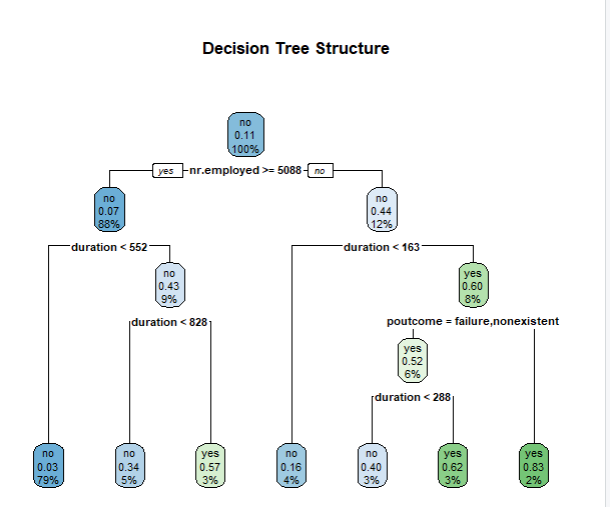 Decision Tree Structure
no
0.11
100%
yes nr.employed >= 5088 no
no
0.07
88%
no
0.44
12%
duration < 552
duration < 163
no
0.43
9%
yes
0.60
8%
duration < 828
poutcome = failure,nonexistent
yes
0.52
6%
duration < 288
no
0.03
79%
no
0.34
5%
yes
0.57
3%
no
0.16
4%
no
0.40
3%
yes
0.62
3%
yes
0.83
2%